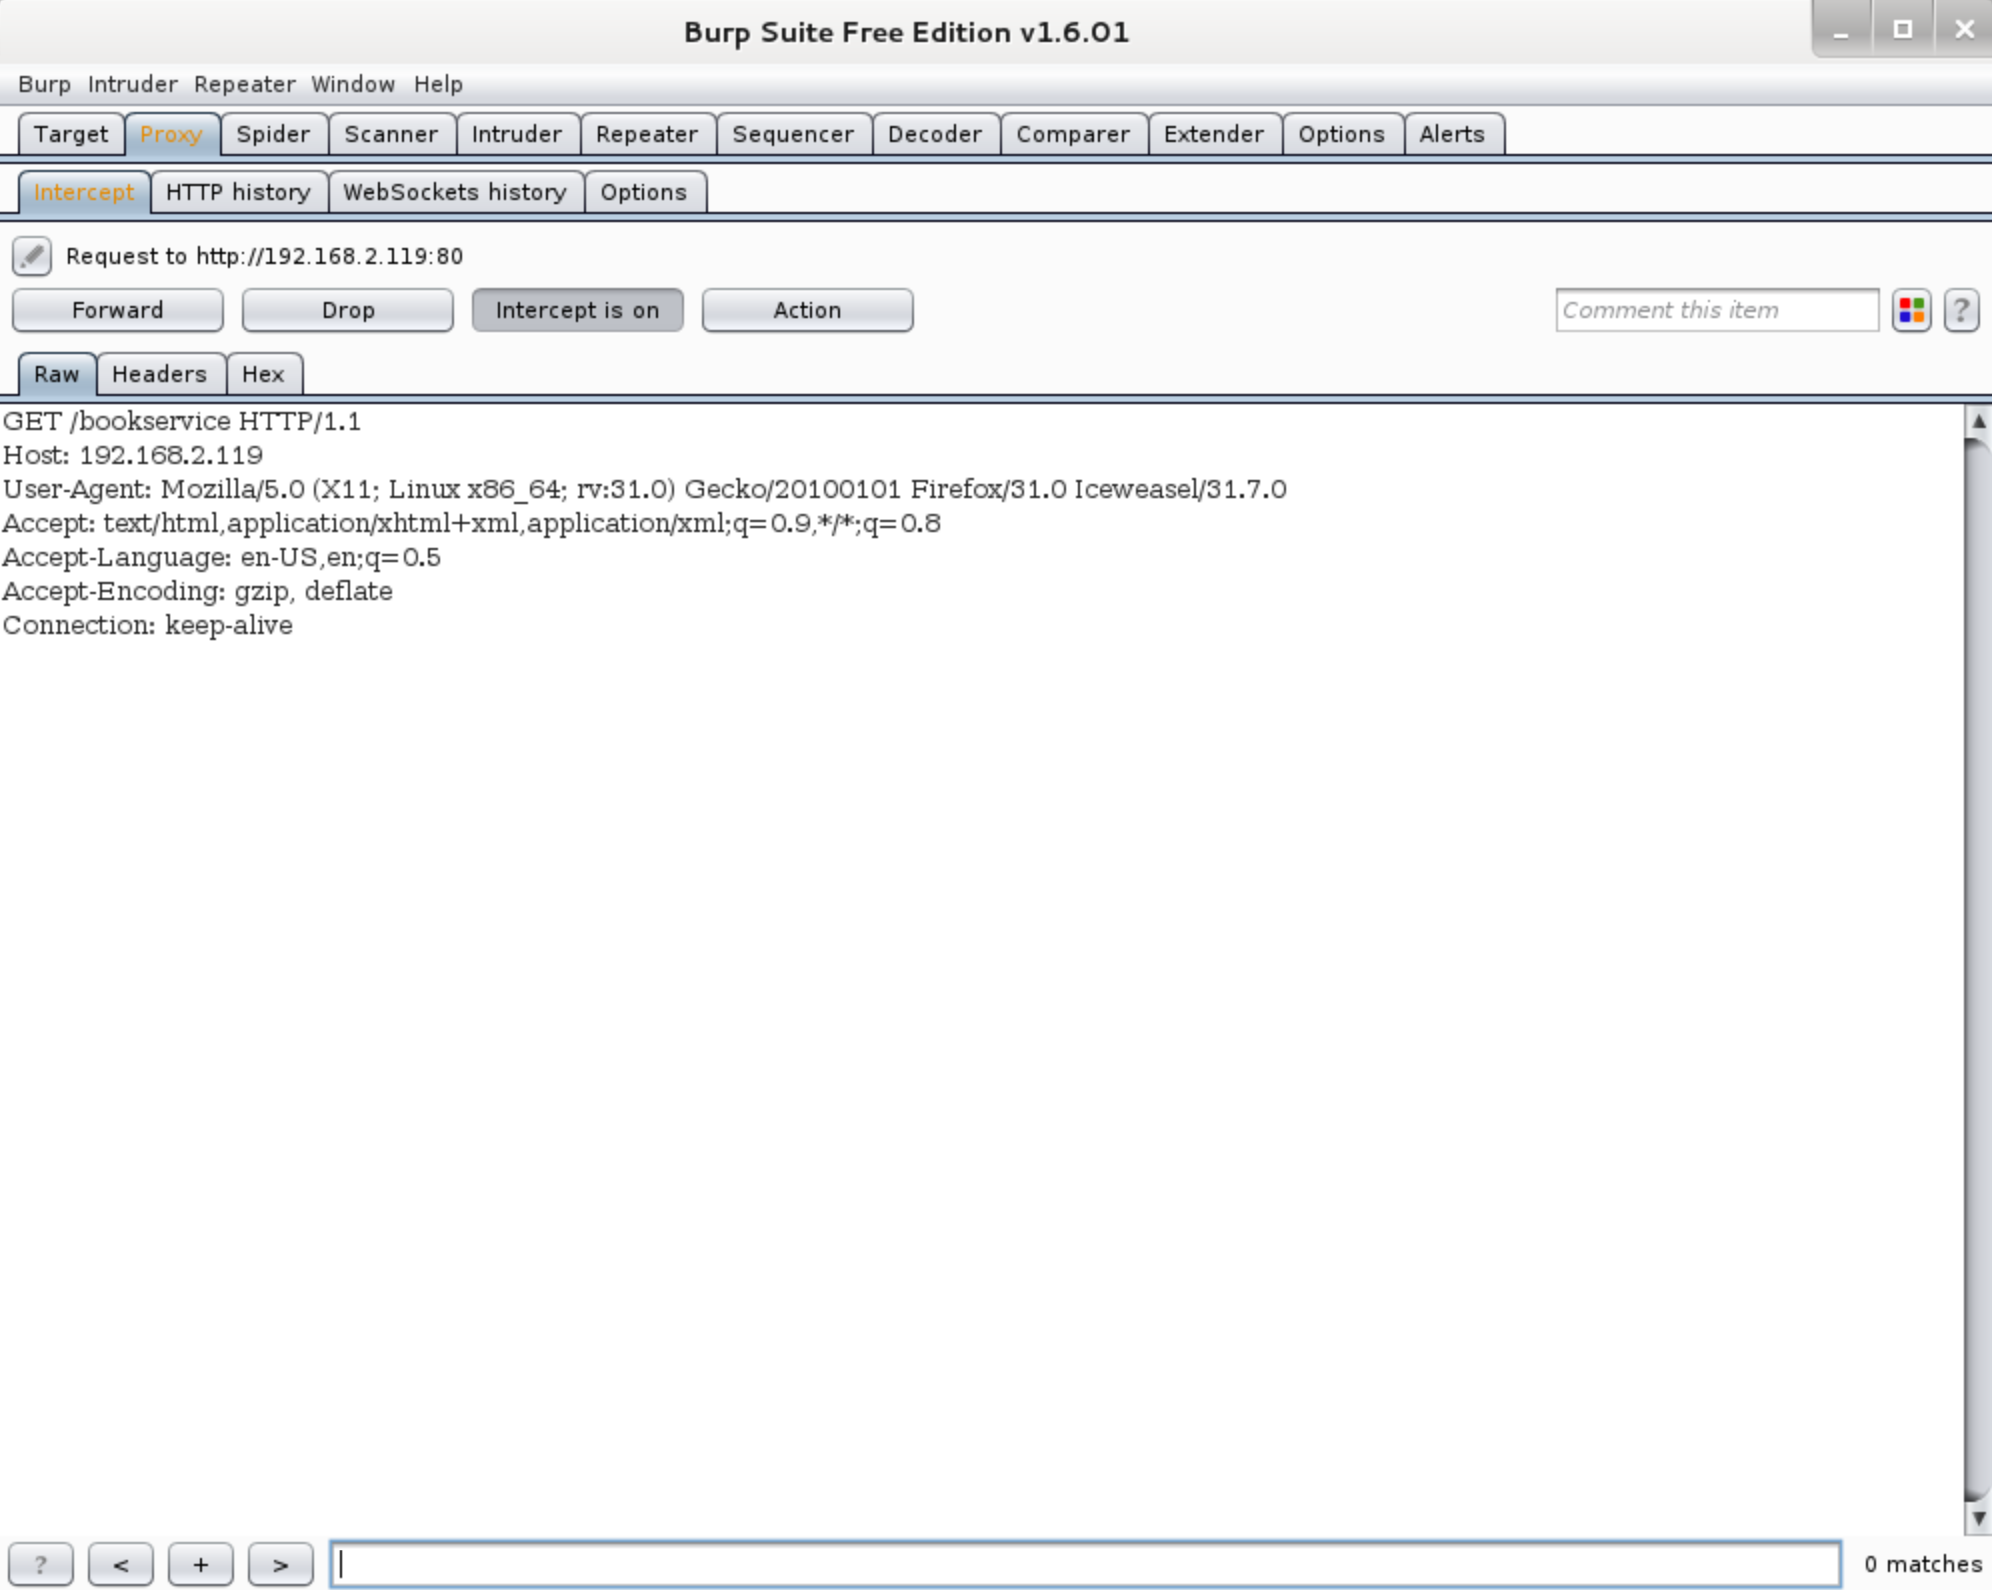 Burp Suite Free Edition v1.6.01
Burp Intruder Repeater Window Help
Target Proxy Spider Scanner Intruder Repeater Sequencer Decoder Comparer Extender Options Alerts
Intercept HTTP history WebSockets history Options
Request to http://192.168.2.119:80
Forward Drop Intercept is on Action Comment this item ?
Raw Headers Hex
GET /bookservice HTTP/1.1
Host: 192.168.2.119
User-Agent: Mozilla/5.0 (X11; Linux x86_64; rv:31.0) Gecko/20100101 Firefox/31.0 Iceweasel/31.7.0
Accept: text/html,application/xhtml+xml,application/xml;q=0.9,*/*;q=0.8
Accept-Language: en-US,en;q=0.5
Accept-Encoding: gzip, deflate
Connection: keep-alive
? < + > 0 matches